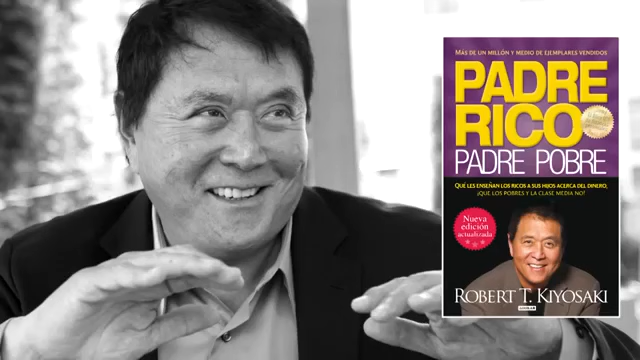 MÁS DE UN MILLÓN Y MEDIO DE EJEMPLARES VENDIDOS
PADRE
RICO
PADRE POBRE
QUÉ LES ENSEÑAN LOS RICOS A SUS HIJOS ACERCA DEL DINERO,
¡QUE LOS POBRES Y LA CLASE MEDIA NO!
Nueva
edición
actualizada
ROBERT T. KIYOSAKI